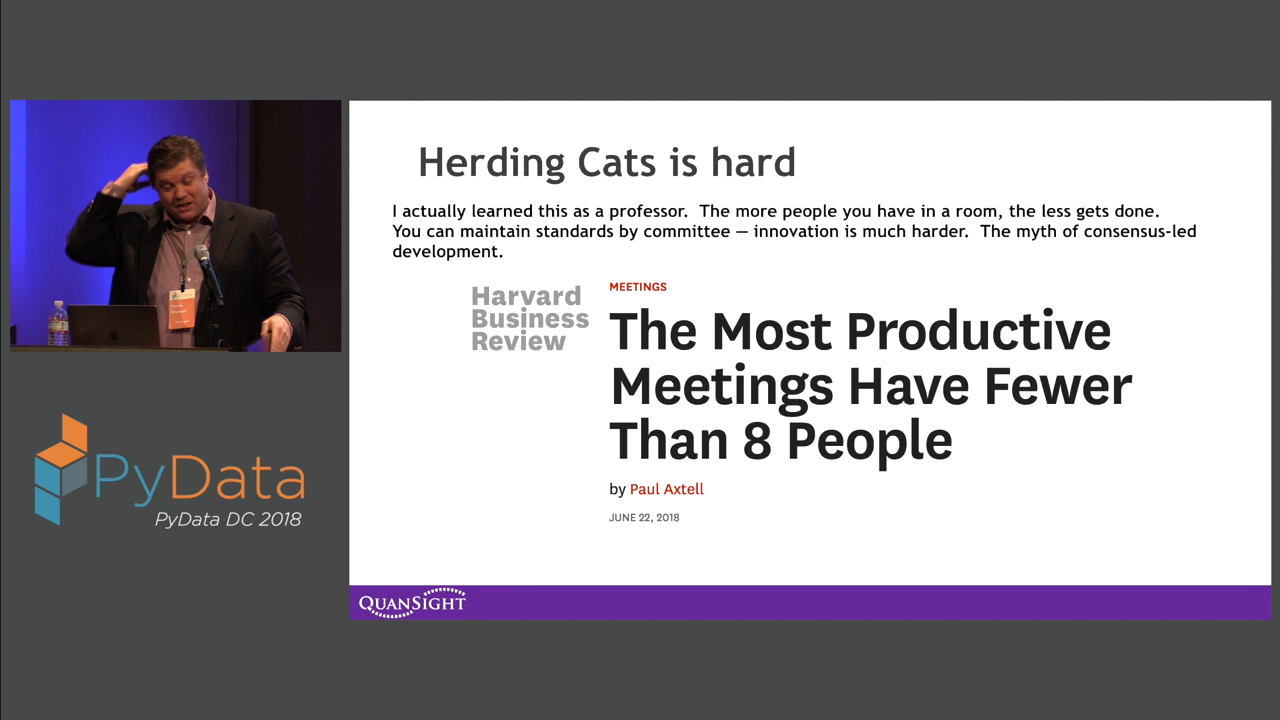 Herding Cats is hard
I actually learned this as a professor. The more people you have in a room, the less gets done.
You can maintain standards by committee — innovation is much harder. The myth of consensus-led
development.
Harvard
Business
Review
MEETINGS
The Most Productive
Meetings Have Fewer
Than 8 People
by Paul Axtell
JUNE 22, 2018
PyData
PyData DC 2018
QUANSIGHT